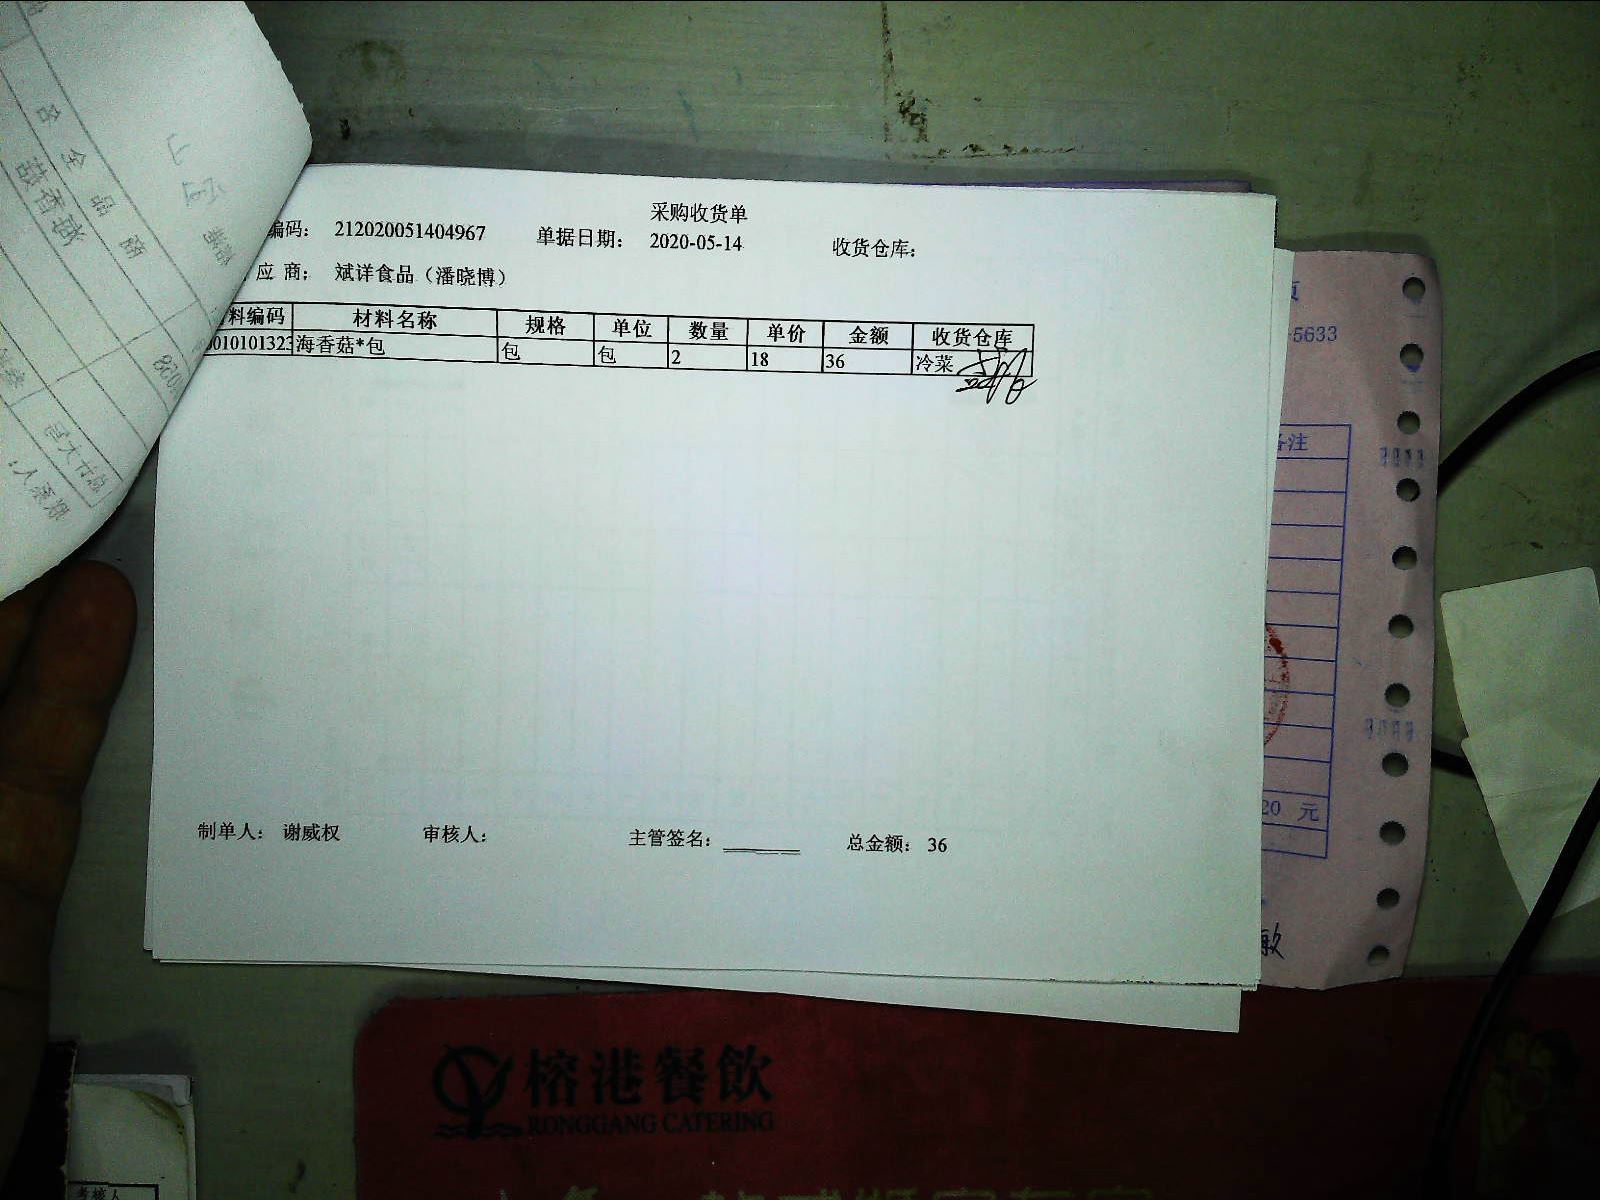 采购收货单
编码： 212020051404967 单据日期： 2020-05-14 收货仓库：
应 商： 斌详食品（潘晓博）
料编码 材料名称 规格 单位 数量 单价 金额 收货仓库
010101323 海香菇*包 包 包 2 18 36 冷菜
制单人： 谢威权 审核人： 主管签名： 总金额： 36
5633
备注
20 元
敏
榕港餐飲
RONGGANG CATERING